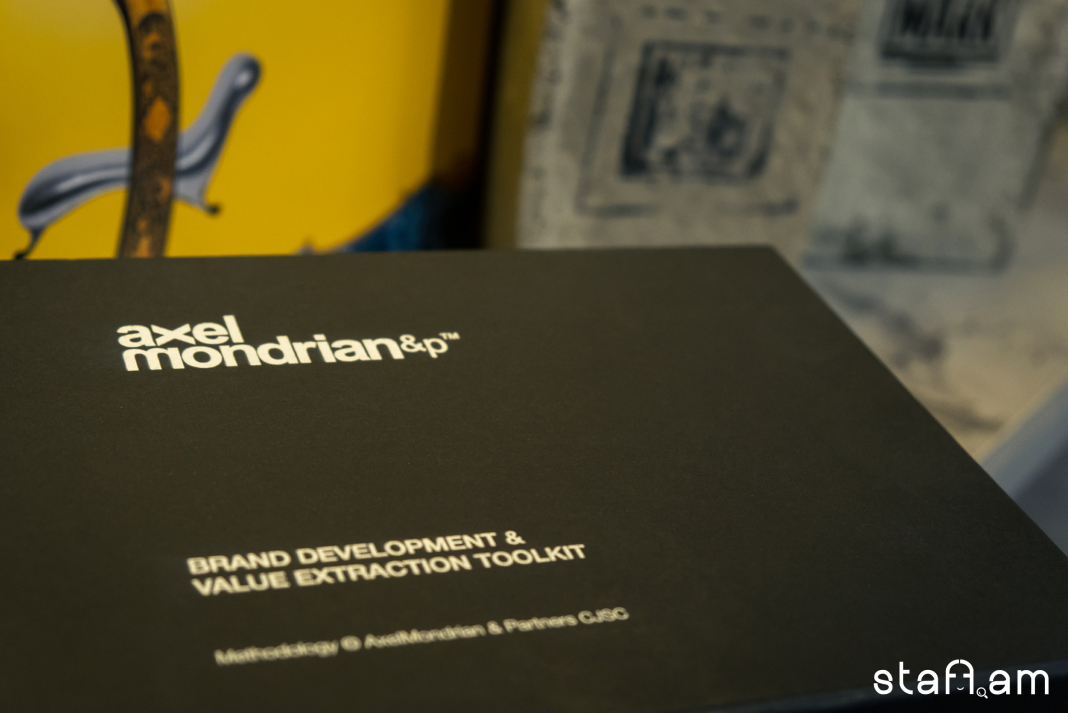 axel
mondrian&p™
BRAND DEVELOPMENT &
VALUE EXTRACTION TOOLKIT
Methodology © AxelMondrian & Partners CJSC
staff.am